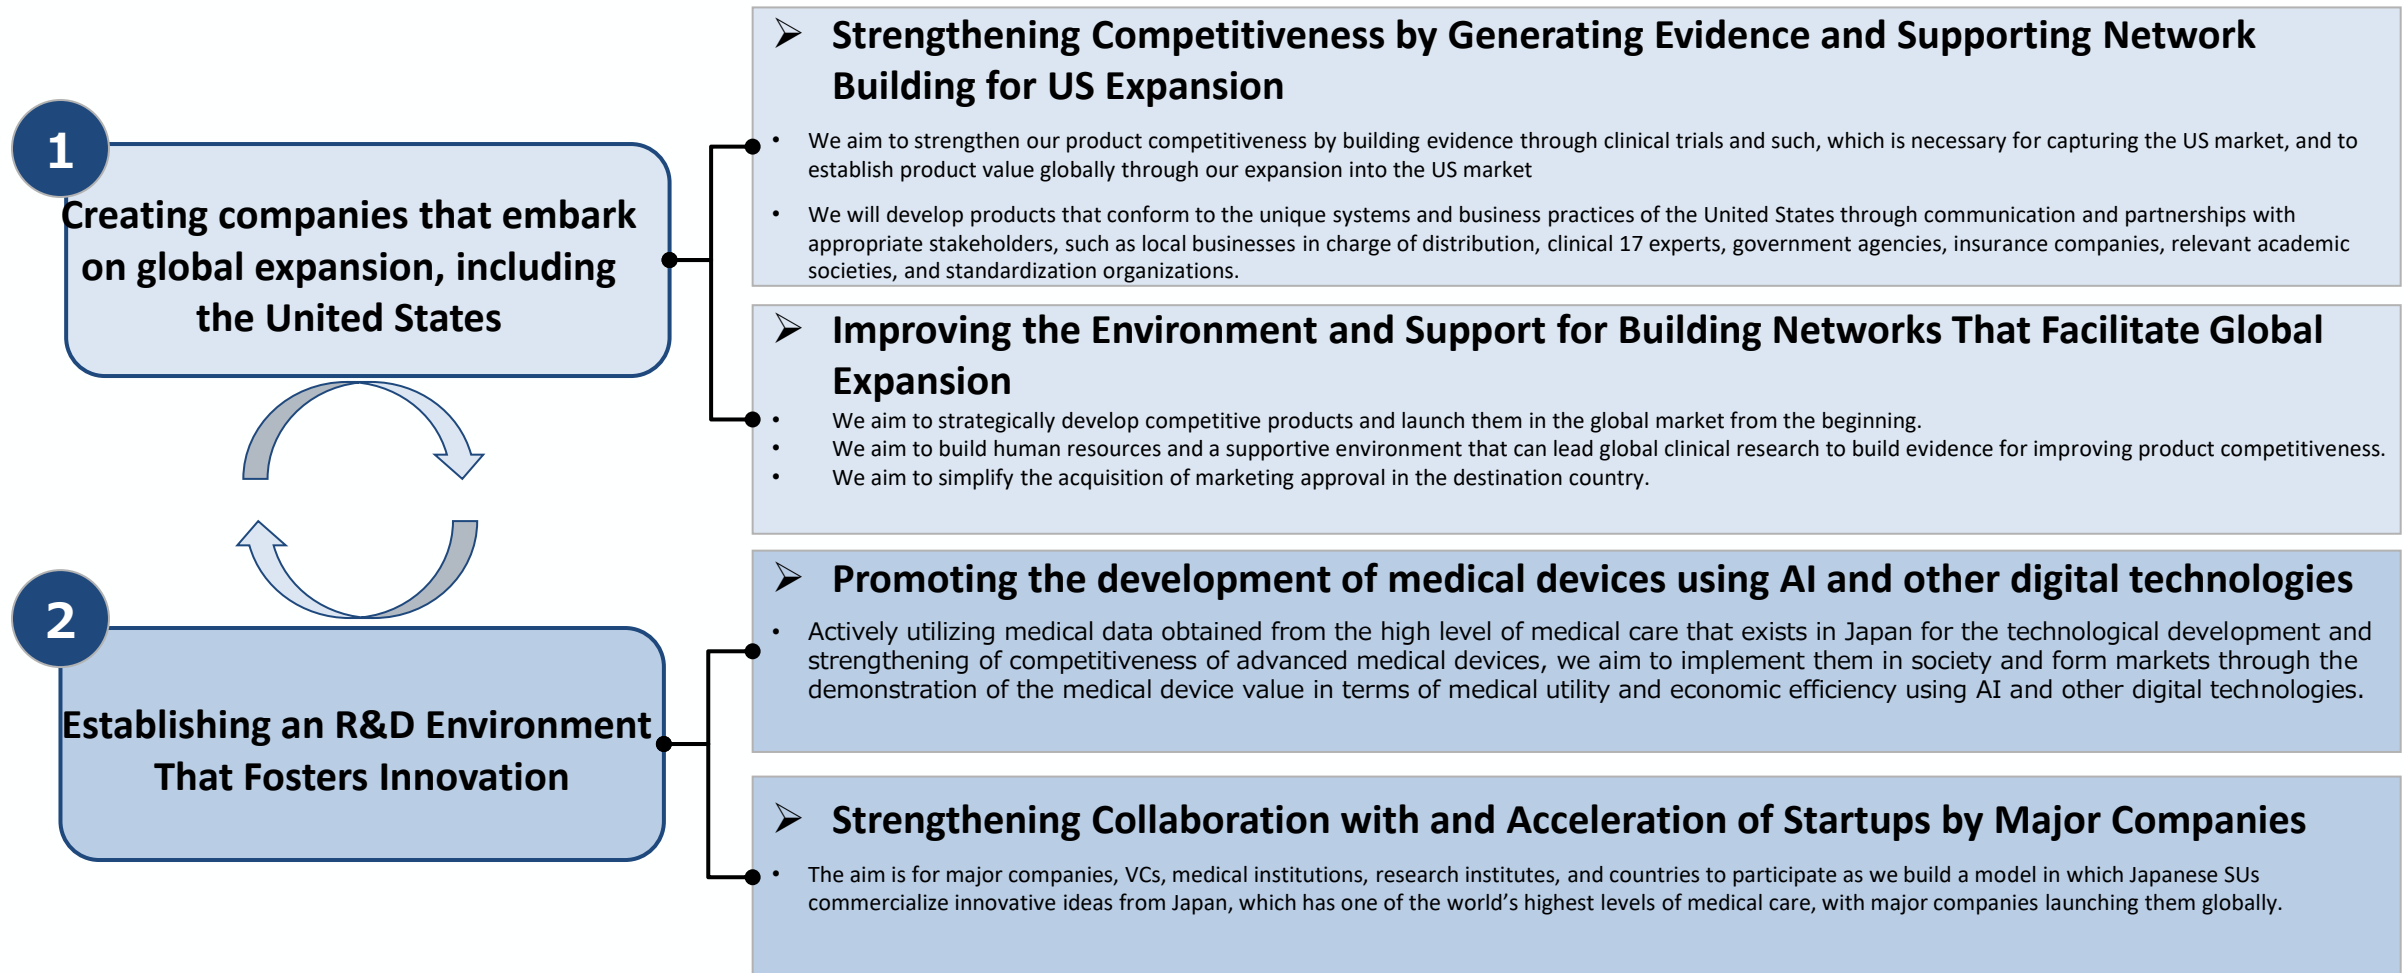 1
Creating companies that embark
on global expansion, including
the United States
➢ Strengthening Competitiveness by Generating Evidence and Supporting Network
Building for US Expansion
• We aim to strengthen our product competitiveness by building evidence through clinical trials and such, which is necessary for capturing the US market, and to
establish product value globally through our expansion into the US market
• We will develop products that conform to the unique systems and business practices of the United States through communication and partnerships with
appropriate stakeholders, such as local businesses in charge of distribution, clinical 17 experts, government agencies, insurance companies, relevant academic
societies, and standardization organizations.
➢ Improving the Environment and Support for Building Networks That Facilitate Global
Expansion
• We aim to strategically develop competitive products and launch them in the global market from the beginning.
• We aim to build human resources and a supportive environment that can lead global clinical research to build evidence for improving product competitiveness.
• We aim to simplify the acquisition of marketing approval in the destination country.
2
Establishing an R&D Environment
That Fosters Innovation
➢ Promoting the development of medical devices using AI and other digital technologies
• Actively utilizing medical data obtained from the high level of medical care that exists in Japan for the technological development and
strengthening of competitiveness of advanced medical devices, we aim to implement them in society and form markets through the
demonstration of the medical device value in terms of medical utility and economic efficiency using AI and other digital technologies.
➢ Strengthening Collaboration with and Acceleration of Startups by Major Companies
• The aim is for major companies, VCs, medical institutions, research institutes, and countries to participate as we build a model in which Japanese SUs
commercialize innovative ideas from Japan, which has one of the world’s highest levels of medical care, with major companies launching them globally.